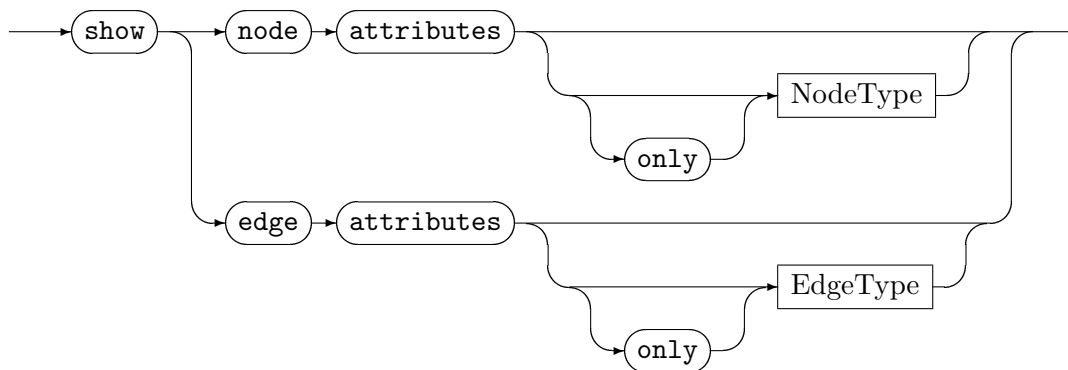 show node attributes
NodeType
only
edge attributes
EdgeType
only